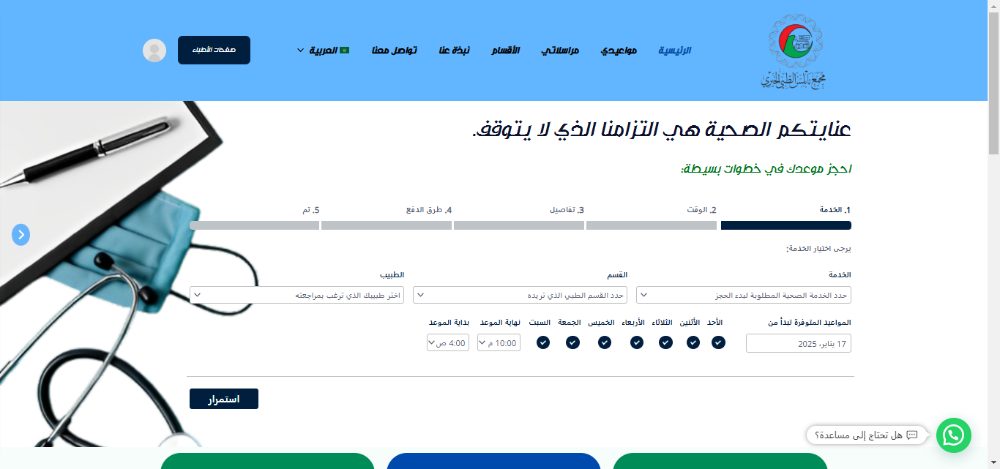 مجمع نابلس الطبي الخيري
الرئيسية
مواعيدي
مراسلاتي
الأقسام
نبذة عنا
تواصل معنا
العربية
صفحات الأطباء
عنايتكم الصحية هي التزامنا الذي لا يتوقف.
احجز موعدك في خطوات بسيطة:
1. الخدمة
2. الوقت
3. تفاصيل
4. طرق الدفع
5. تم
يرجى اختيار الخدمة:
الخدمة
القسم
الطبيب
حدد الخدمة الصحية المطلوبة لبدء الحجز
حدد القسم الطبي الذي تريده
اختر طبيبك الذي ترغب بمراجعته
المواعيد المتوفرة تبدأ من
الأحد
الأثنين
الثلاثاء
الأربعاء
الخميس
الجمعة
السبت
نهاية الموعد
بداية الموعد
17 يناير، 2025
10:00 م
4:00 ص
استمرار
هل تحتاج إلى مساعدة؟